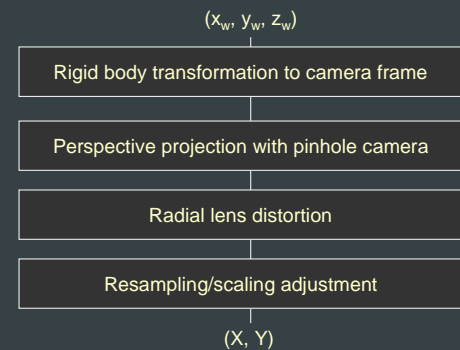 (x_w, y_w, z_w)
Rigid body transformation to camera frame
Perspective projection with pinhole camera
Radial lens distortion
Resampling/scaling adjustment
(X, Y)